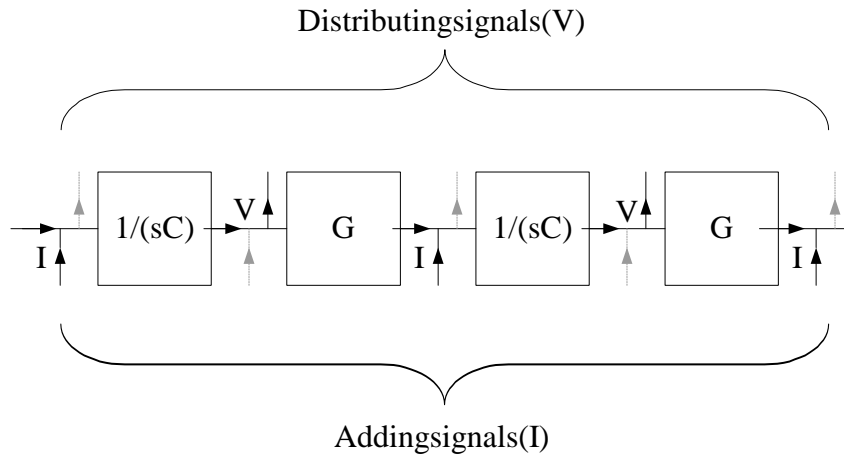 Distributingsignals(V)
V V
1/(sC) G 1/(sC) G
I I I
Addingsignals(I)